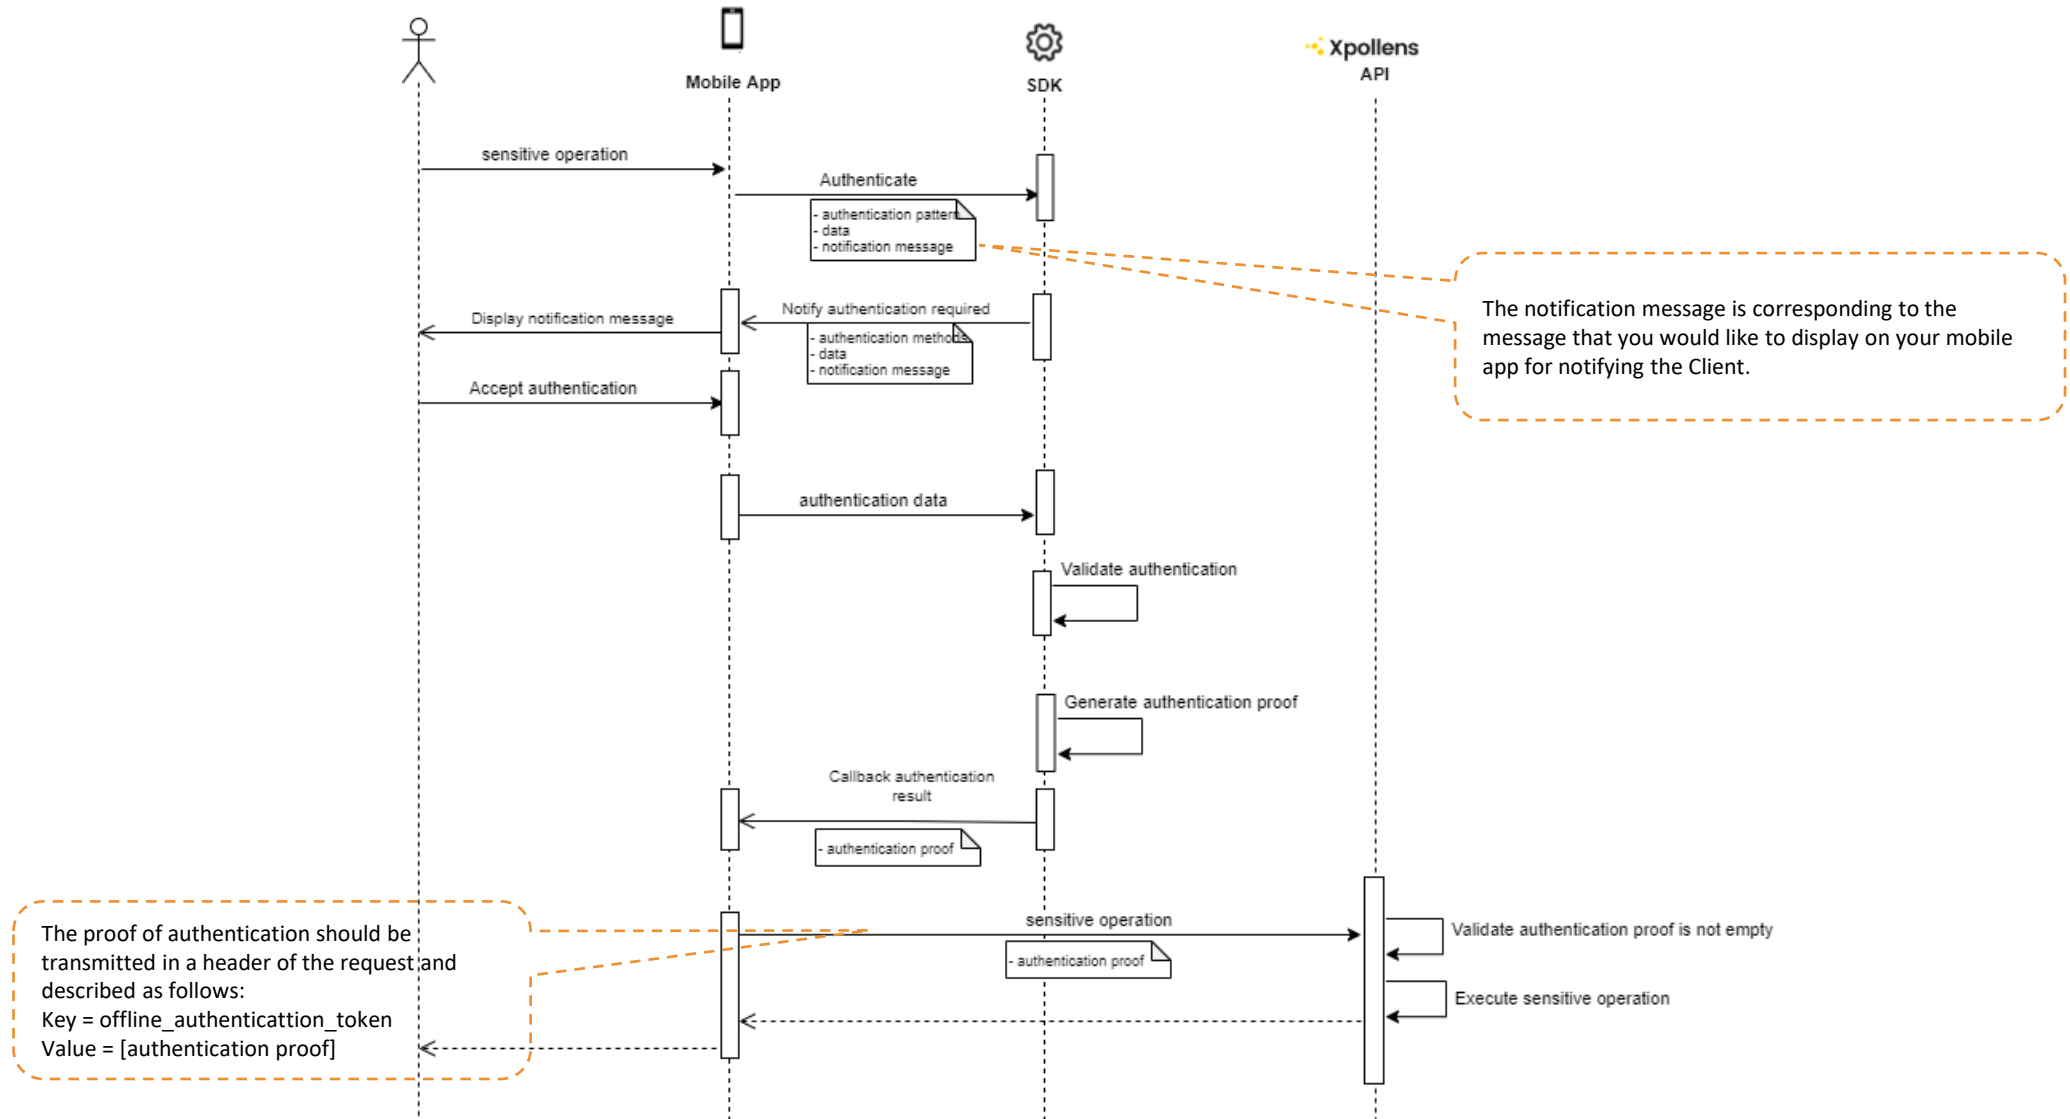 Xpollens
API
Mobile App
SDK
sensitive operation
Authenticate
- authentication pattern
- data
- notification message
The notification message is corresponding to the
message that you would like to display on your mobile
app for notifying the Client.
Notify authentication required
Display notification message
- authentication methods
- data
- notification message
Accept authentication
authentication data
Validate authentication
Generate authentication proof
Callback authentication
result
- authentication proof
The proof of authentication should be
transmitted in a header of the request and
described as follows:
Key = offline_authenticattion_token
Value = [authentication proof]
sensitive operation
- authentication proof
Validate authentication proof is not empty
Execute sensitive operation